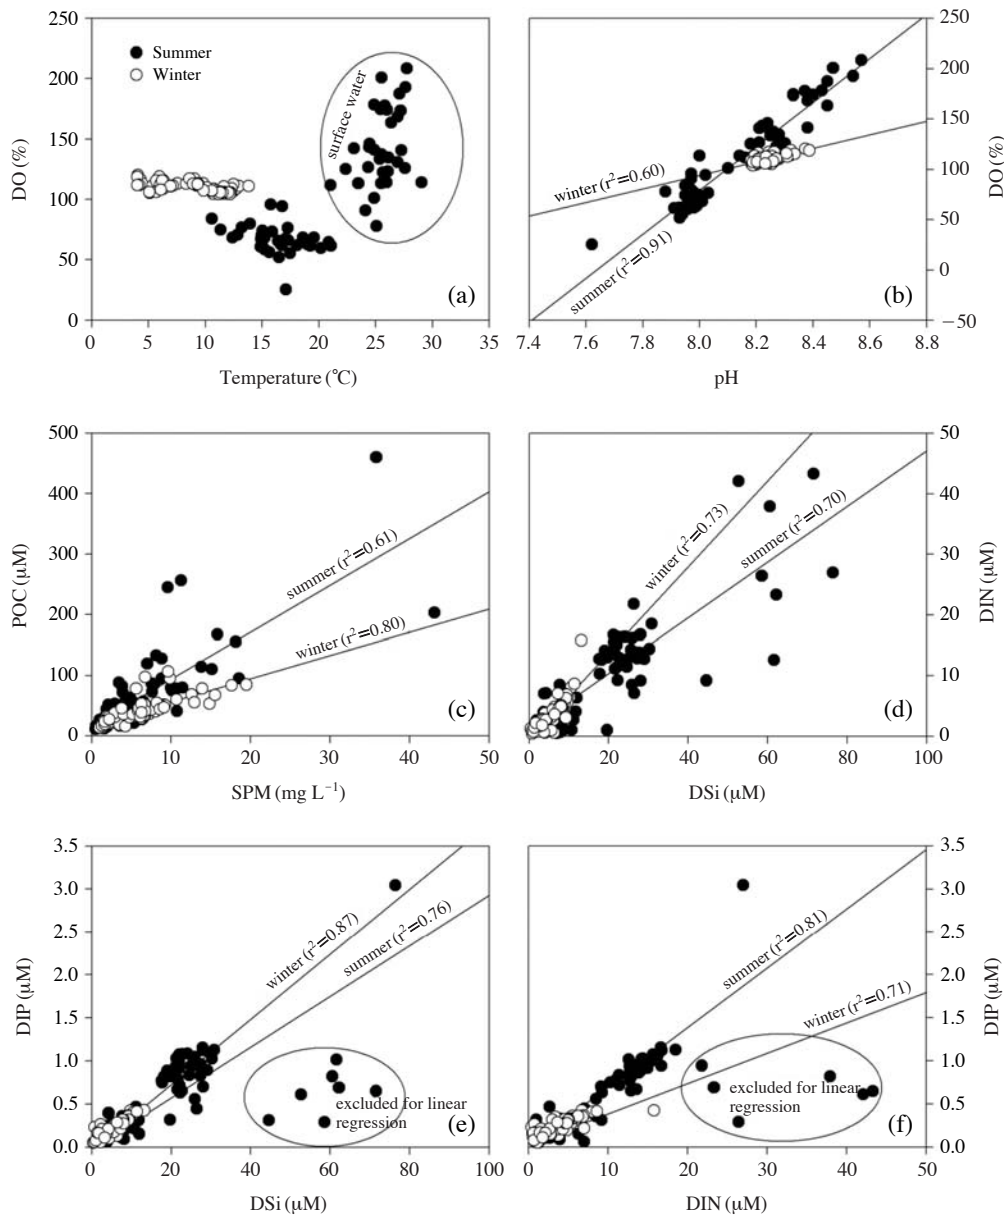 250
200
150
100
50
0
DO (%)
Summer
Winter
surface water
(a)
0
5
10
15
20
25
30
35
Temperature (°C)
winter (r²=0.60)
summer (r²=0.91)
(b)
250
200
150
100
50
0
−50
DO (%)
7.4
7.6
7.8
8.0
8.2
8.4
8.6
8.8
pH
500
400
300
200
100
0
POC (µM)
summer (r²=0.61)
winter (r²=0.80)
(c)
0
10
20
30
40
50
SPM (mg L⁻¹)
winter (r²=0.73)
summer (r²=0.70)
(d)
50
40
30
20
10
0
DIN (µM)
0
20
40
60
80
100
DSi (µM)
3.5
3.0
2.5
2.0
1.5
1.0
0.5
0.0
DIP (µM)
winter (r²=0.87)
summer (r²=0.76)
excluded for linear
regression
(e)
0
20
40
60
80
100
DSi (µM)
summer (r²=0.81)
winter (r²=0.71)
excluded for linear
regression
(f)
3.5
3.0
2.5
2.0
1.5
1.0
0.5
0.0
DIP (µM)
0
10
20
30
40
50
DIN (µM)